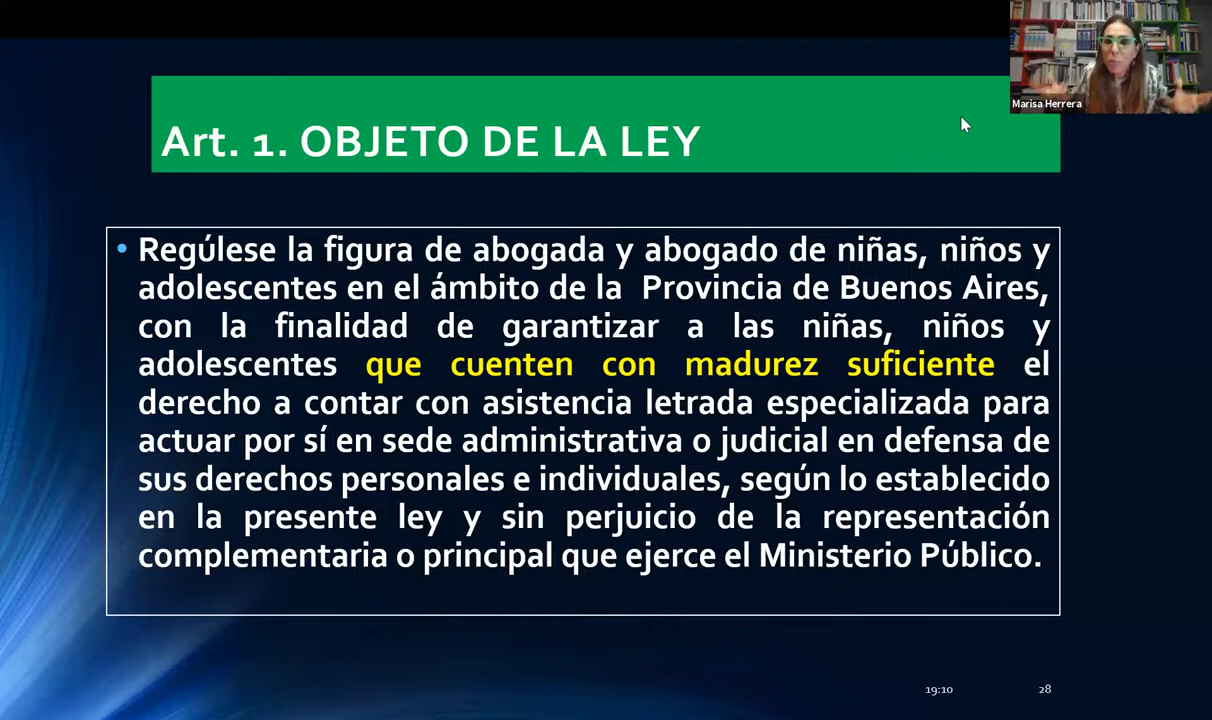 Marisa Herrera
Art. 1. OBJETO DE LA LEY
• Regúlese la figura de abogada y abogado de niñas, niños y
adolescentes en el ámbito de la Provincia de Buenos Aires,
con la finalidad de garantizar a las niñas, niños y
adolescentes que cuenten con madurez suficiente el
derecho a contar con asistencia letrada especializada para
actuar por sí en sede administrativa o judicial en defensa de
sus derechos personales e individuales, según lo establecido
en la presente ley y sin perjuicio de la representación
complementaria o principal que ejerce el Ministerio Público.
19:10 28